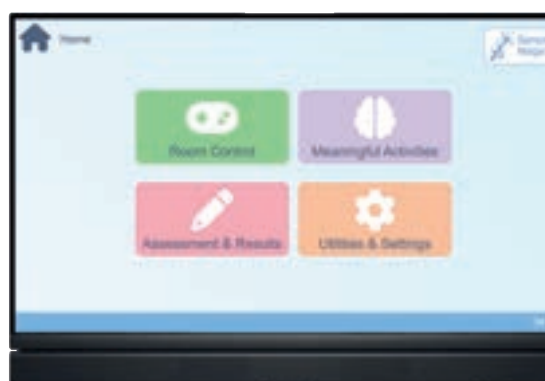 Home
Room Control
Meaningful Activities
Assessment & Results
Utilities & Settings